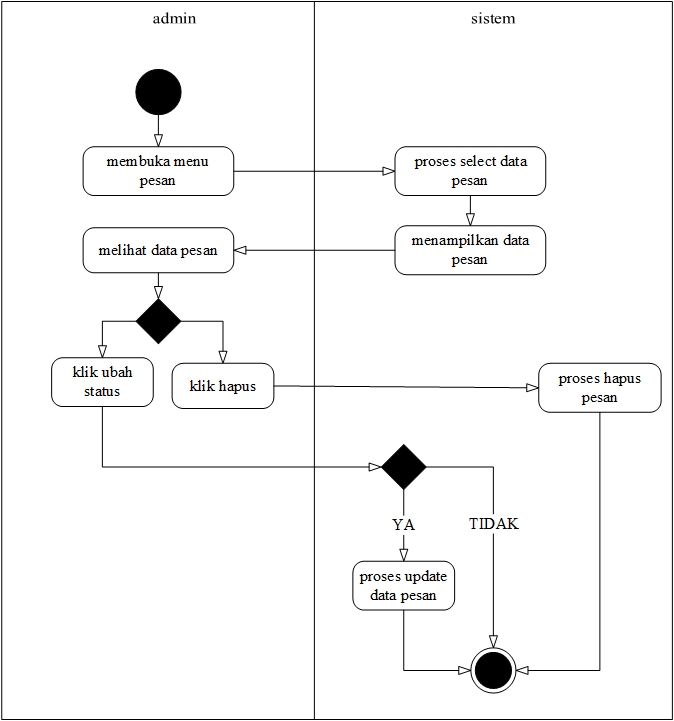 admin
sistem
membuka menu
pesan
proses select data
pesan
melihat data pesan
menampilkan data
pesan
klik ubah
status
klik hapus
proses hapus
pesan
YA
TIDAK
proses update
data pesan